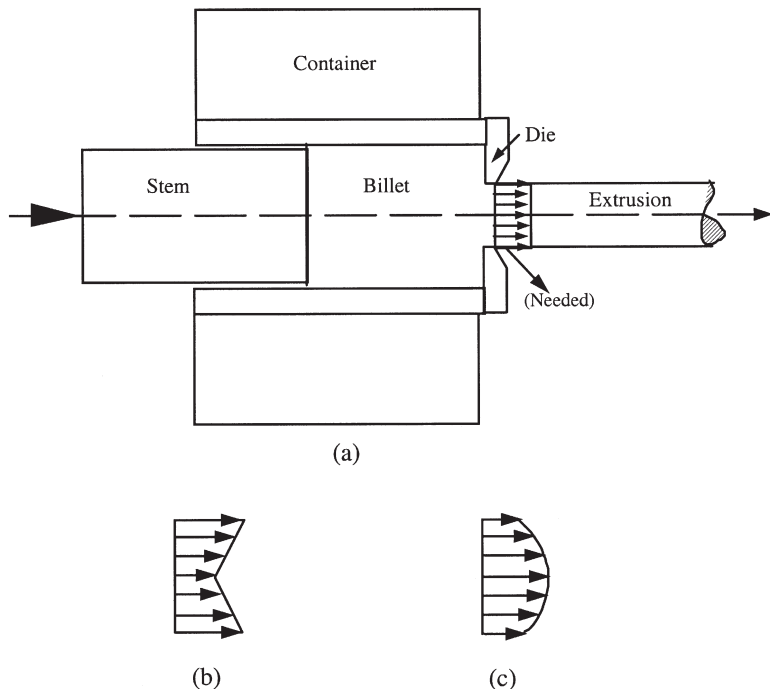 Container
Die
Stem
Billet
Extrusion
(Needed)
(a)
(b)
(c)